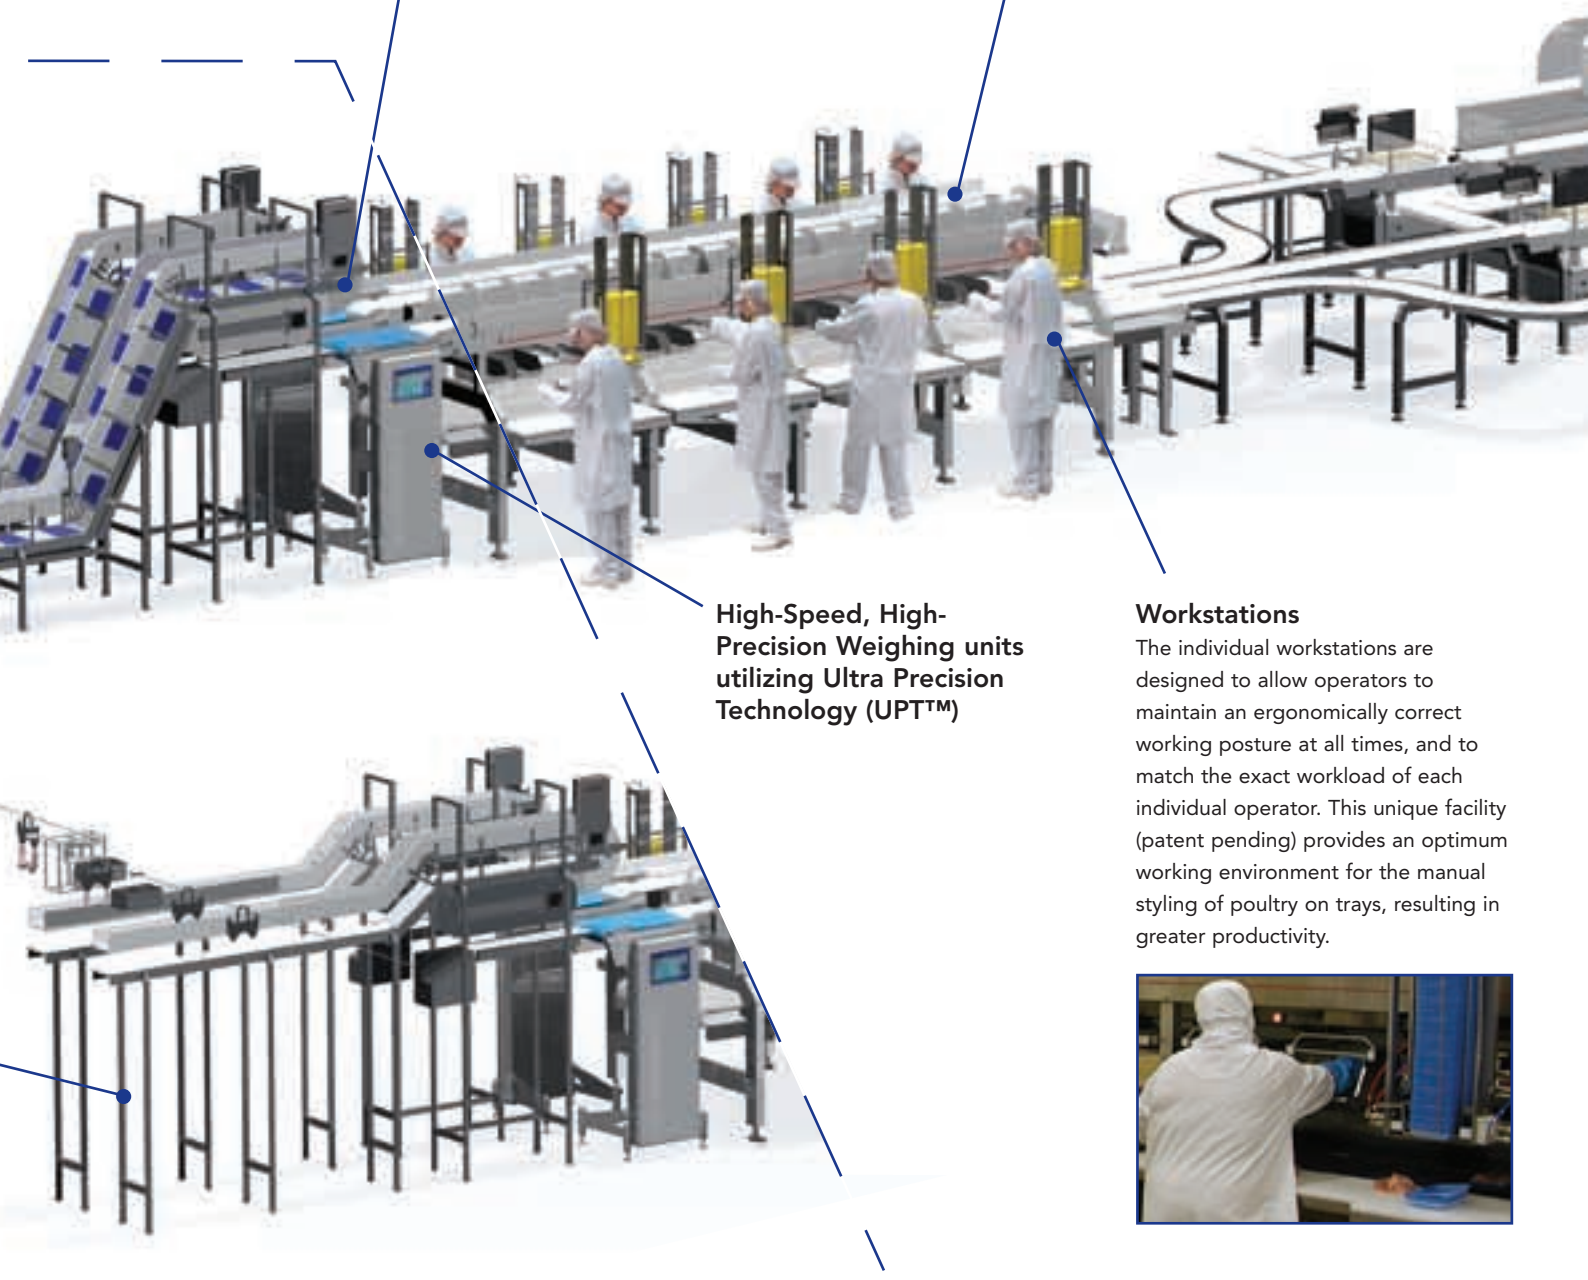 High-Speed, High-
Precision Weighing units
utilizing Ultra Precision
Technology (UPT™)
Workstations
The individual workstations are
designed to allow operators to
maintain an ergonomically correct
working posture at all times, and to
match the exact workload of each
individual operator. This unique facility
(patent pending) provides an optimum
working environment for the manual
styling of poultry on trays, resulting in
greater productivity.